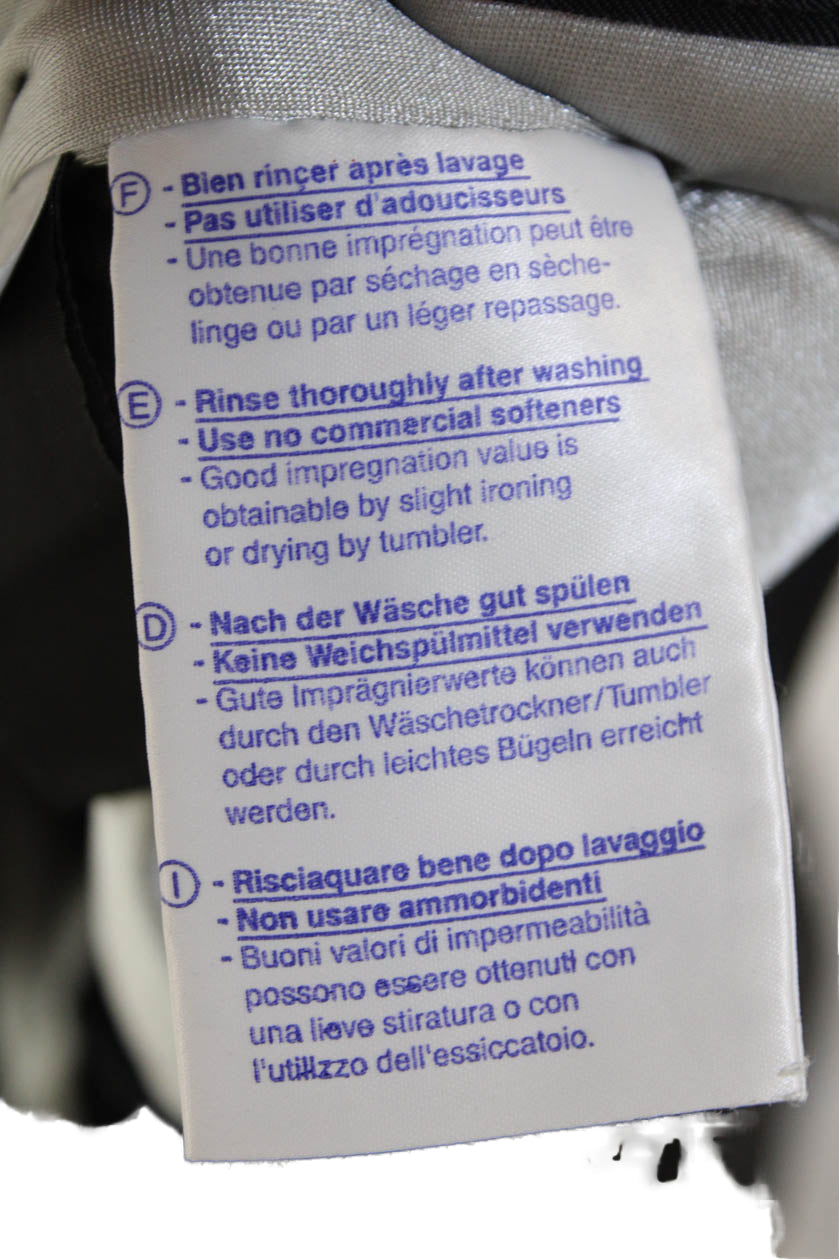 F - Bien rinçer après lavage
- Pas utiliser d'adoucisseurs
- Une bonne imprégnation peut être
obtenue par séchage en sèche-
linge ou par un léger repassage.
E - Rinse thoroughly after washing
- Use no commercial softeners
- Good impregnation value is
obtainable by slight ironing
or drying by tumbler.
D - Nach der Wäsche gut spülen
- Keine Weichspülmittel verwenden
- Gute Imprägnierwerte können auch
durch den Wäschetrockner/Tumbler
oder durch leichtes Bügeln erreicht
werden.
I - Risciaquare bene dopo lavaggio
- Non usare ammorbidenti
- Buoni valori di impermeabilità
possono essere ottenuti con
una lieve stiratura o con
l'utilizzo dell'essiccatoio.